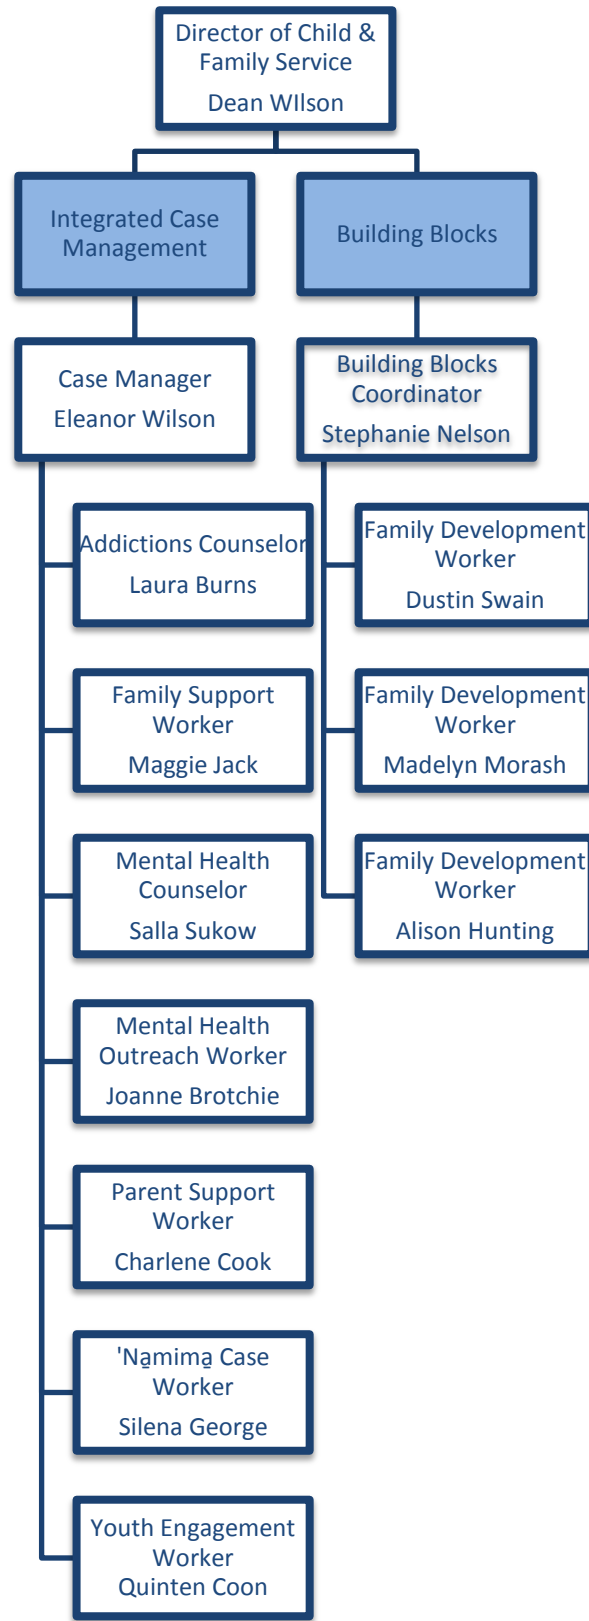 Director of Child &
Family Service
Dean WIlson
Integrated Case
Management
Building Blocks
Case Manager
Eleanor Wilson
Building Blocks
Coordinator
Stephanie Nelson
Addictions Counselor
Laura Burns
Family Support
Worker
Maggie Jack
Mental Health
Counselor
Salla Sukow
Mental Health
Outreach Worker
Joanne Brotchie
Parent Support
Worker
Charlene Cook
'Na̱mima̱ Case
Worker
Silena George
Youth Engagement
Worker
Quinten Coon
Family Development
Worker
Dustin Swain
Family Development
Worker
Madelyn Morash
Family Development
Worker
Alison Hunting